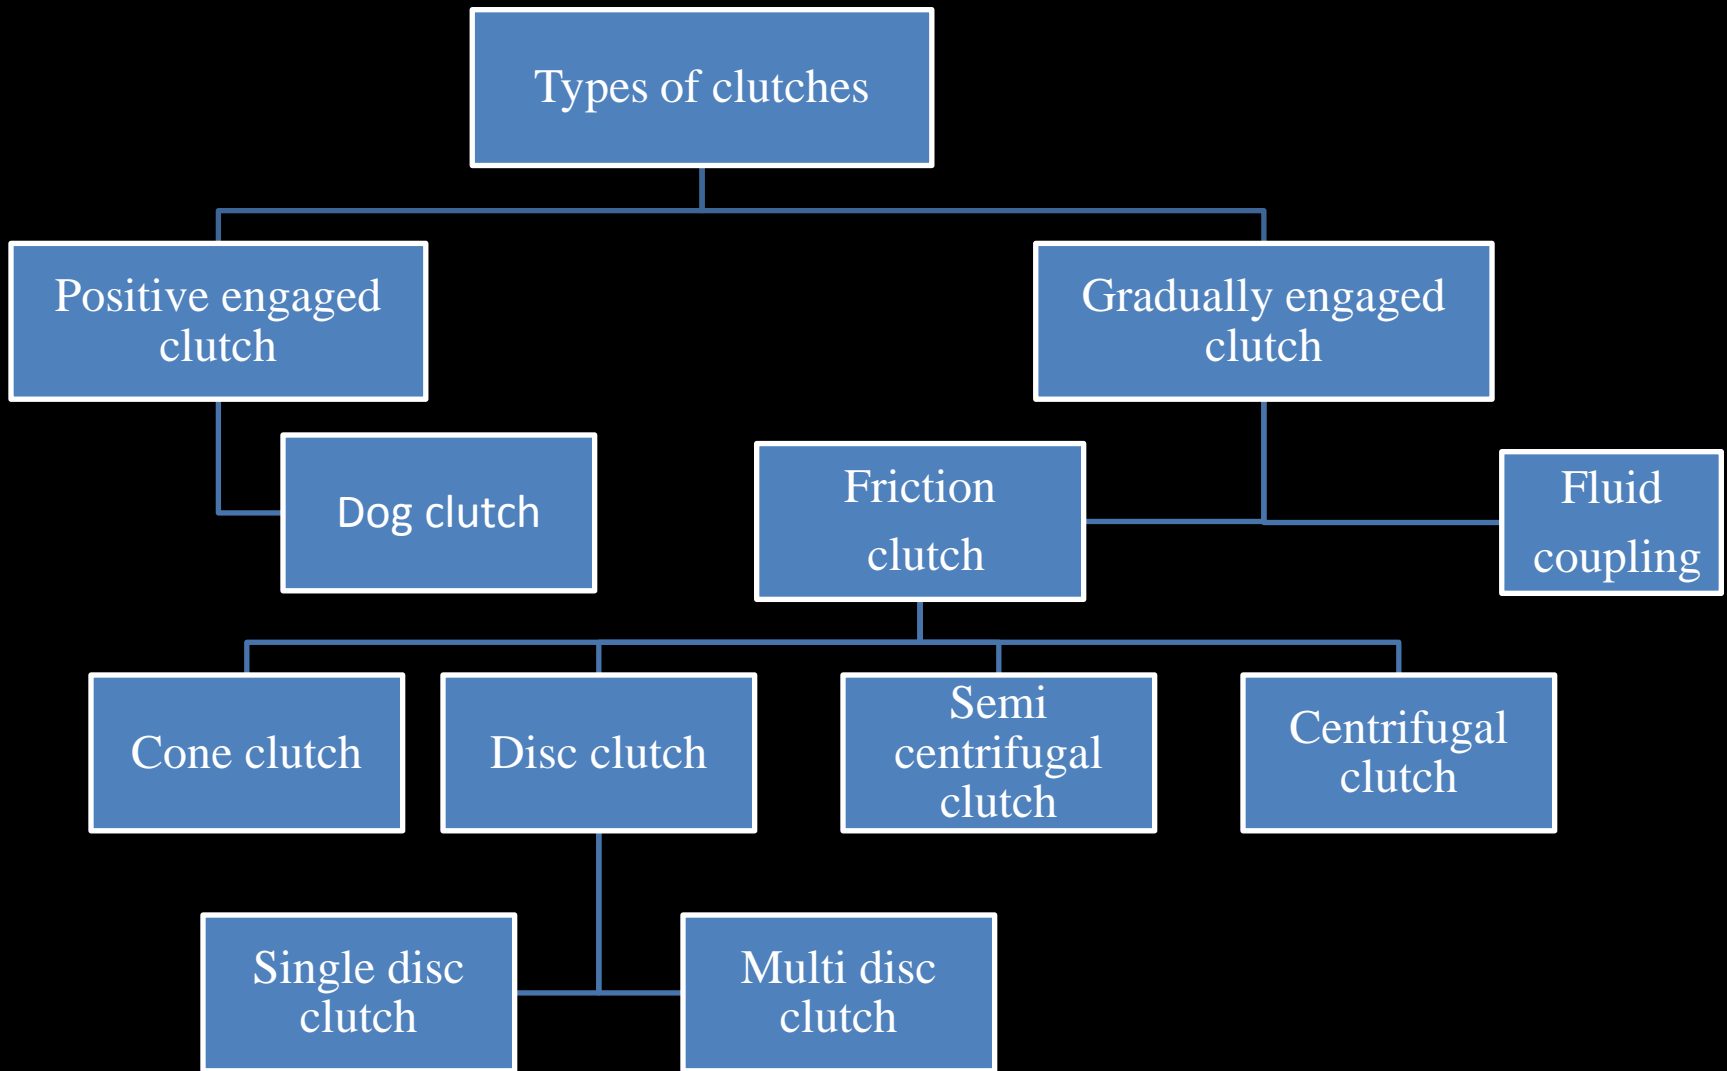 Types of clutches
Positive engaged
clutch
Gradually engaged
clutch
Dog clutch
Friction
clutch
Fluid
coupling
Cone clutch
Disc clutch
Semi
centrifugal
clutch
Centrifugal
clutch
Single disc
clutch
Multi disc
clutch